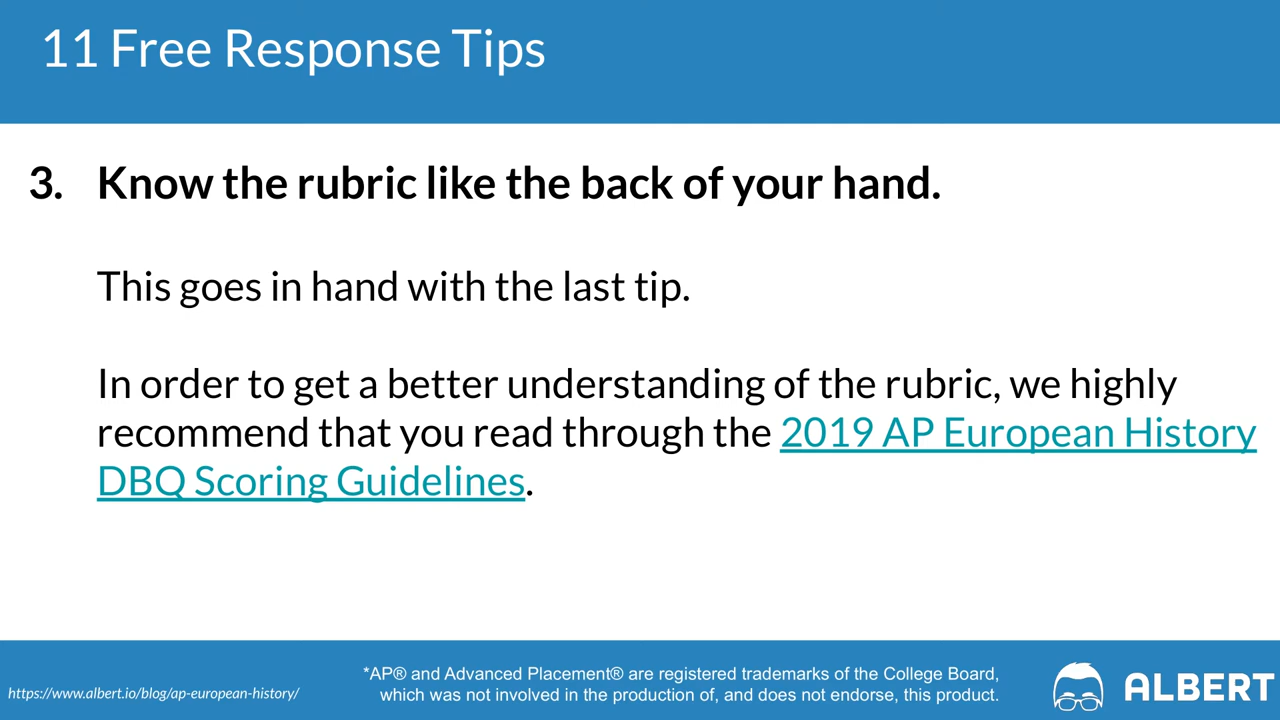 11 Free Response Tips
3. Know the rubric like the back of your hand.
This goes in hand with the last tip.
In order to get a better understanding of the rubric, we highly
recommend that you read through the 2019 AP European History
DBQ Scoring Guidelines.
https://www.albert.io/blog/ap-european-history/
*AP® and Advanced Placement® are registered trademarks of the College Board,
which was not involved in the production of, and does not endorse, this product.
ALBERT